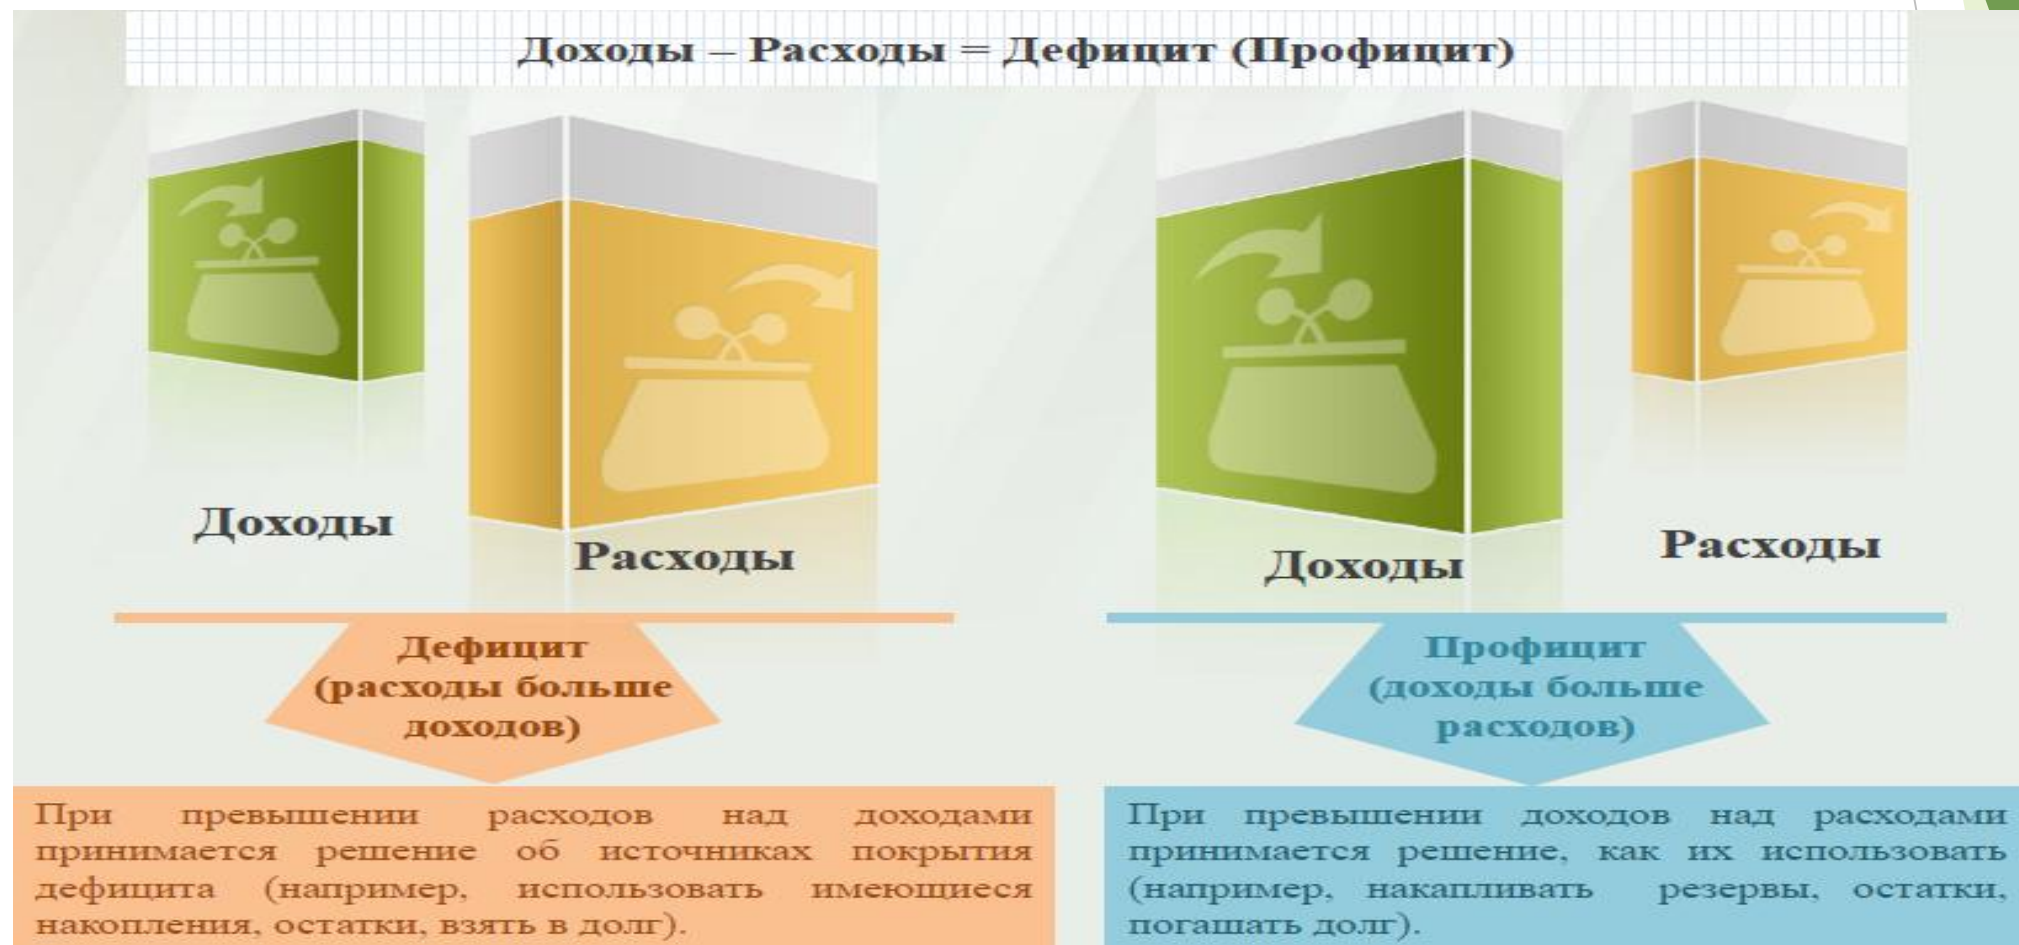 Доходы – Расходы = Дефицит (Профицит)
Доходы
Расходы
Дефицит
(расходы больше
доходов)
При превышении расходов над доходами
принимается решение об источниках покрытия
дефицита (например, использовать имеющиеся
накопления, остатки, взять в долг).
Доходы
Расходы
Профицит
(доходы больше
расходов)
При превышении доходов над расходами
принимается решение, как их использовать
(например, накапливать резервы, остатки,
погашать долг).